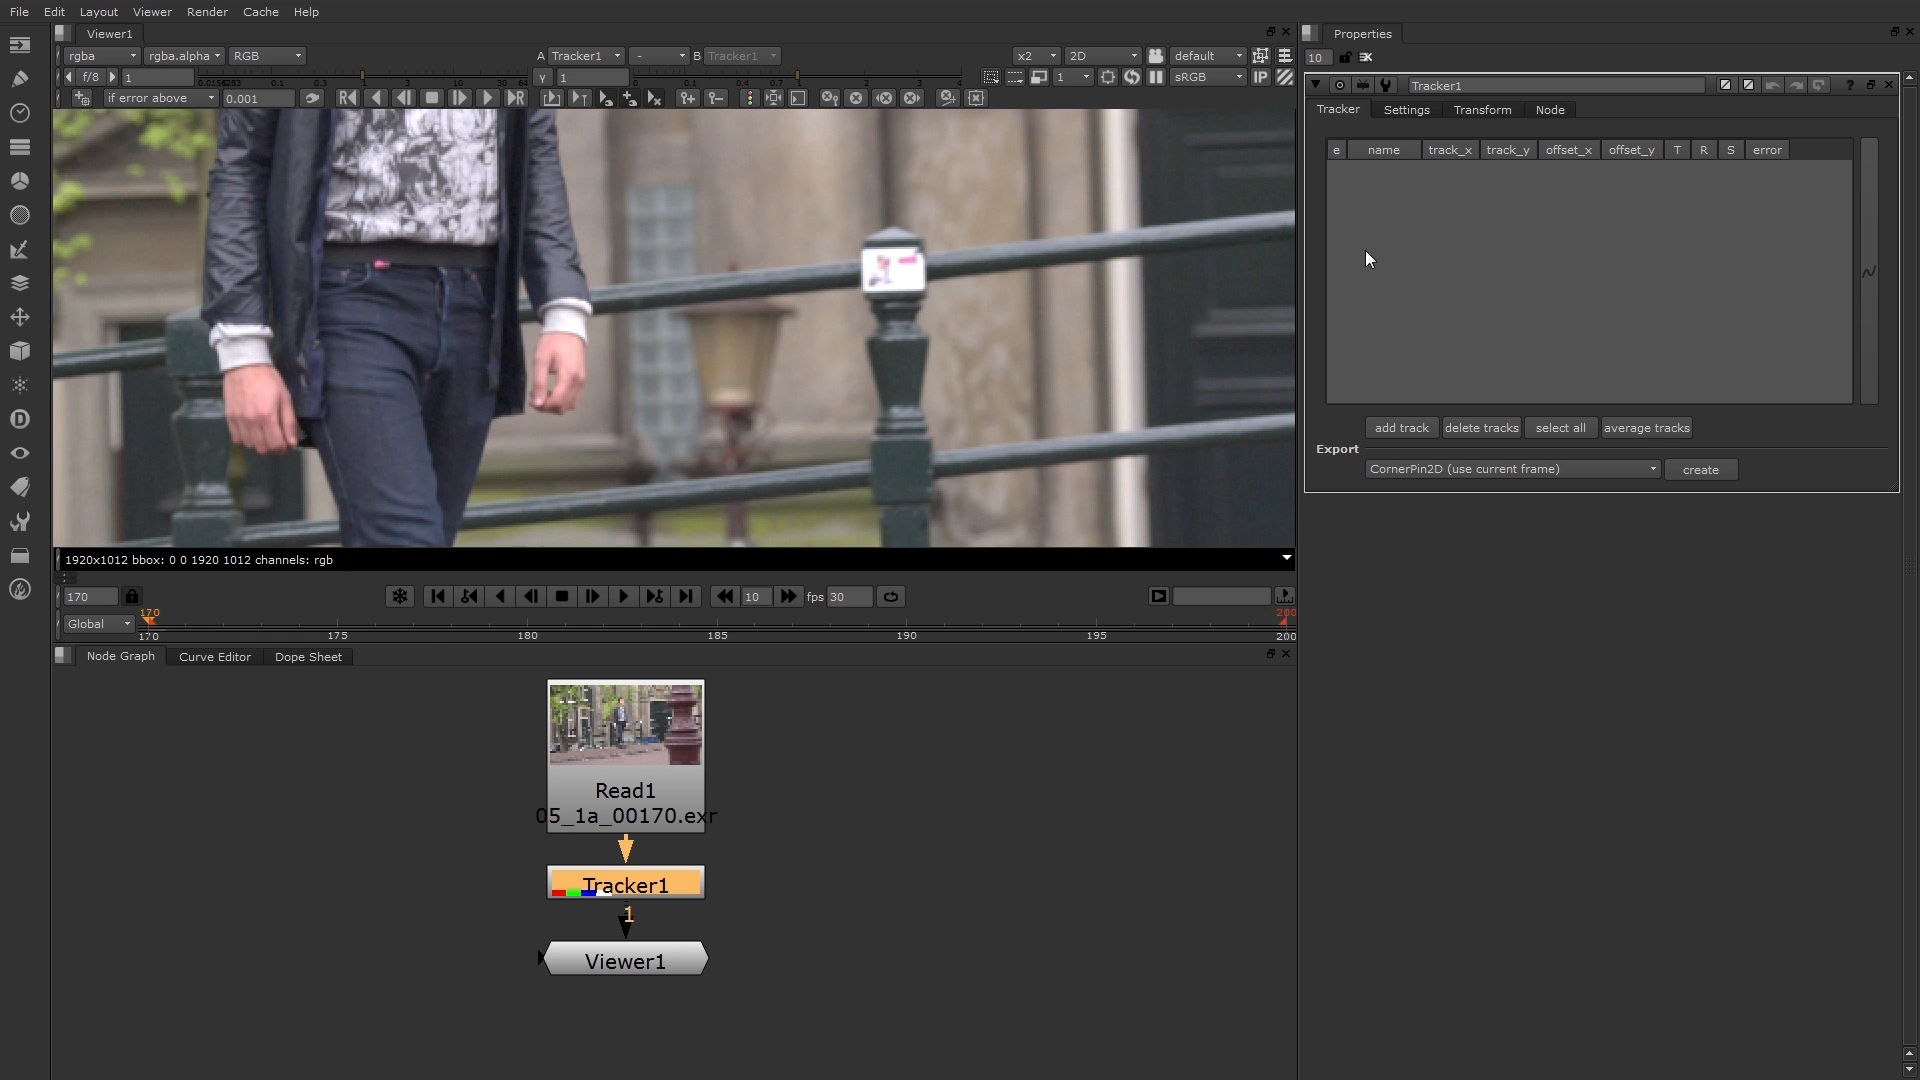 File Edit Layout Viewer Render Cache Help
Viewer1
rgba rgba.alpha RGB A Tracker1 - B Tracker1 x2 2D default
f/8 1 Y 1 1 sRGB IP
if error above 0.001
1920x1012 bbox: 0 0 1920 1012 channels: rgb
170 10 fps 30
170 200
Global 170 175 180 185 190 195 200
Node Graph Curve Editor Dope Sheet
Read1
05_1a_00170.exr
Tracker1
1
Viewer1
Properties
10
Tracker1
Tracker Settings Transform Node
e name track_x track_y offset_x offset_y T R S error
add track delete tracks select all average tracks
Export
CornerPin2D (use current frame) create